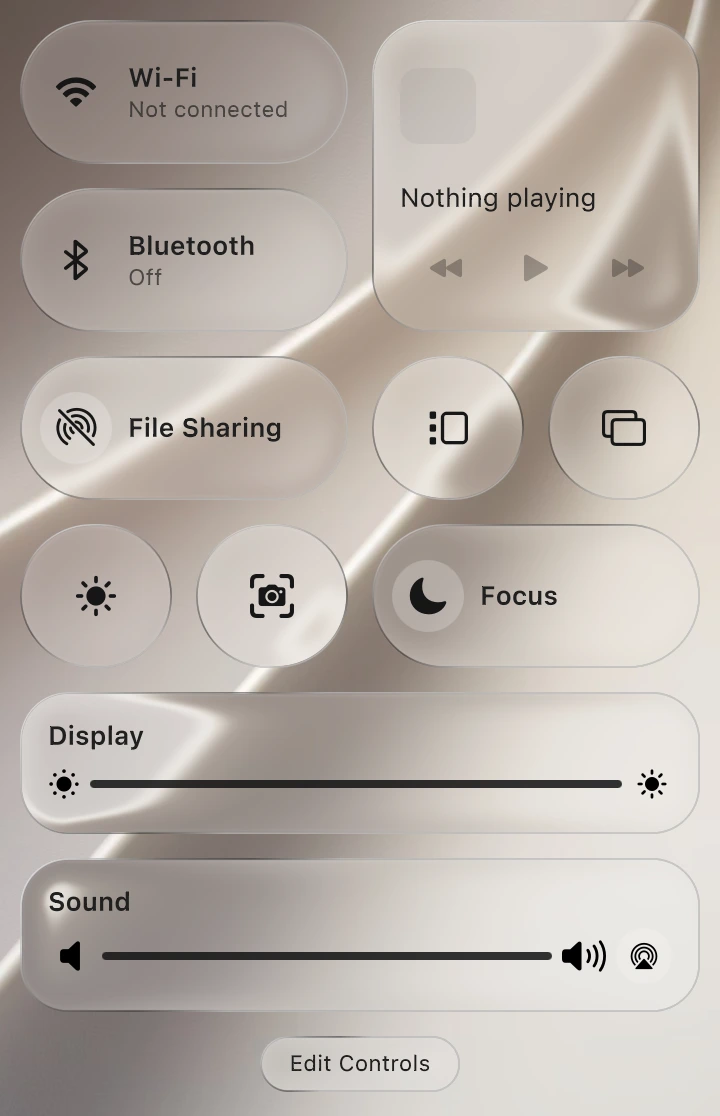 Wi-Fi
Not connected
Nothing playing
Bluetooth
Off
File Sharing
Focus
Display
Sound
Edit Controls